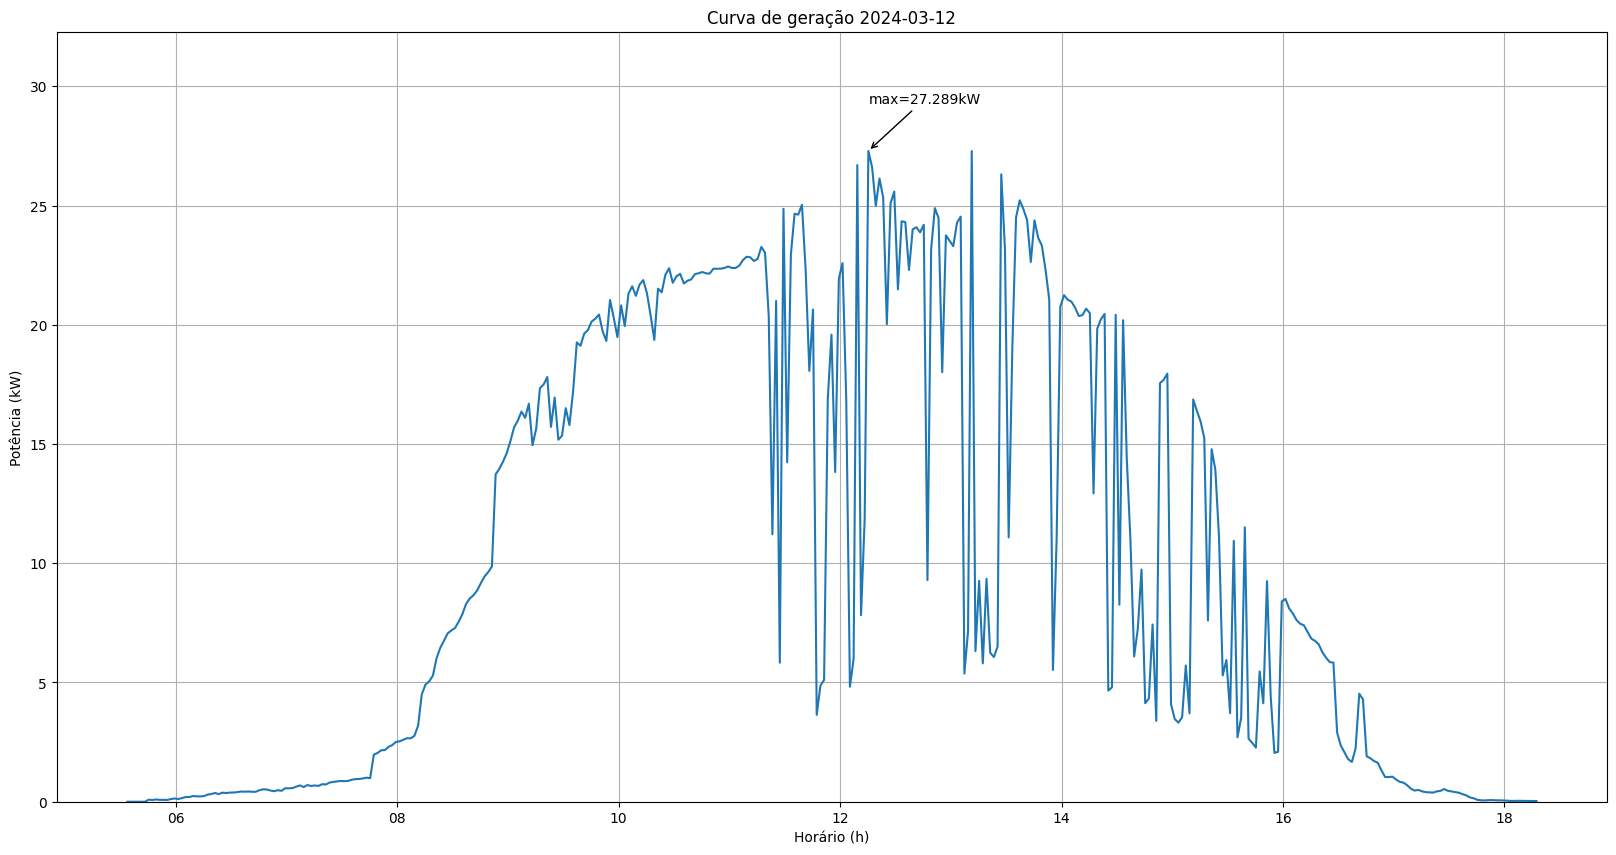 Curva de geração 2024-03-12
30
25
20
15
10
5
0
Potência (kW)
max=27.289kW
06 08 10 12 14 16 18
Horário (h)